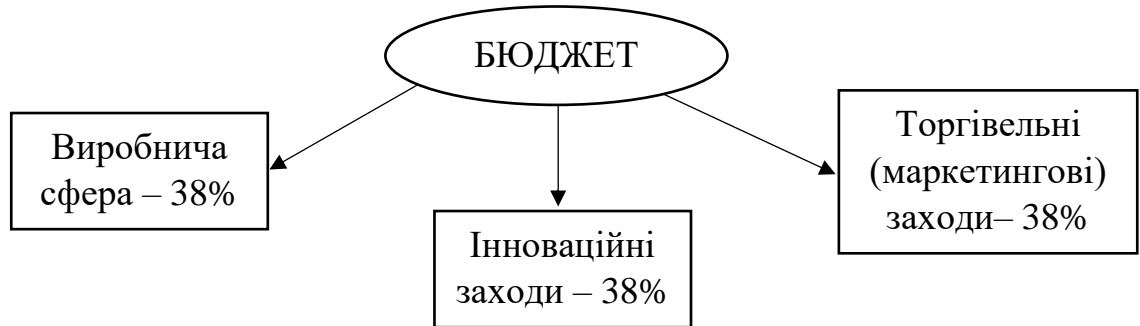 БЮДЖЕТ
Виробнича
сфера – 38%
Інноваційні
заходи – 38%
Торгівельні
(маркетингові)
заходи– 38%